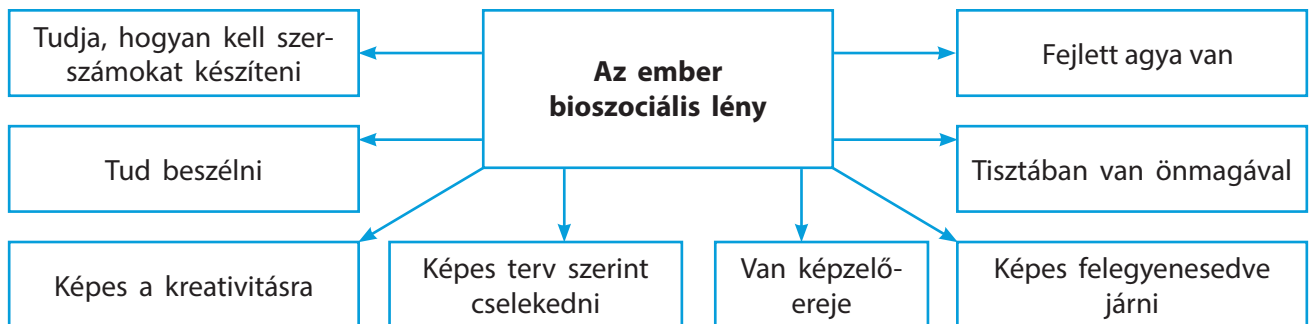 Tudja, hogyan kell szer-
számokat készíteni
Az ember
bioszociális lény
Fejlett agya van
Tud beszélni
Tisztában van önmagával
Képes a kreativitásra
Képes terv szerint
cselekedni
Van képzelő-
ereje
Képes felegyenesedve
járni